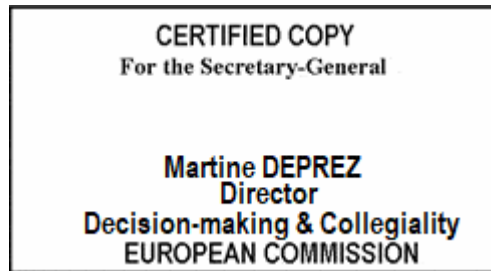 CERTIFIED COPY
For the Secretary-General
Martine DEPREZ
Director
Decision-making & Collegiality
EUROPEAN COMMISSION